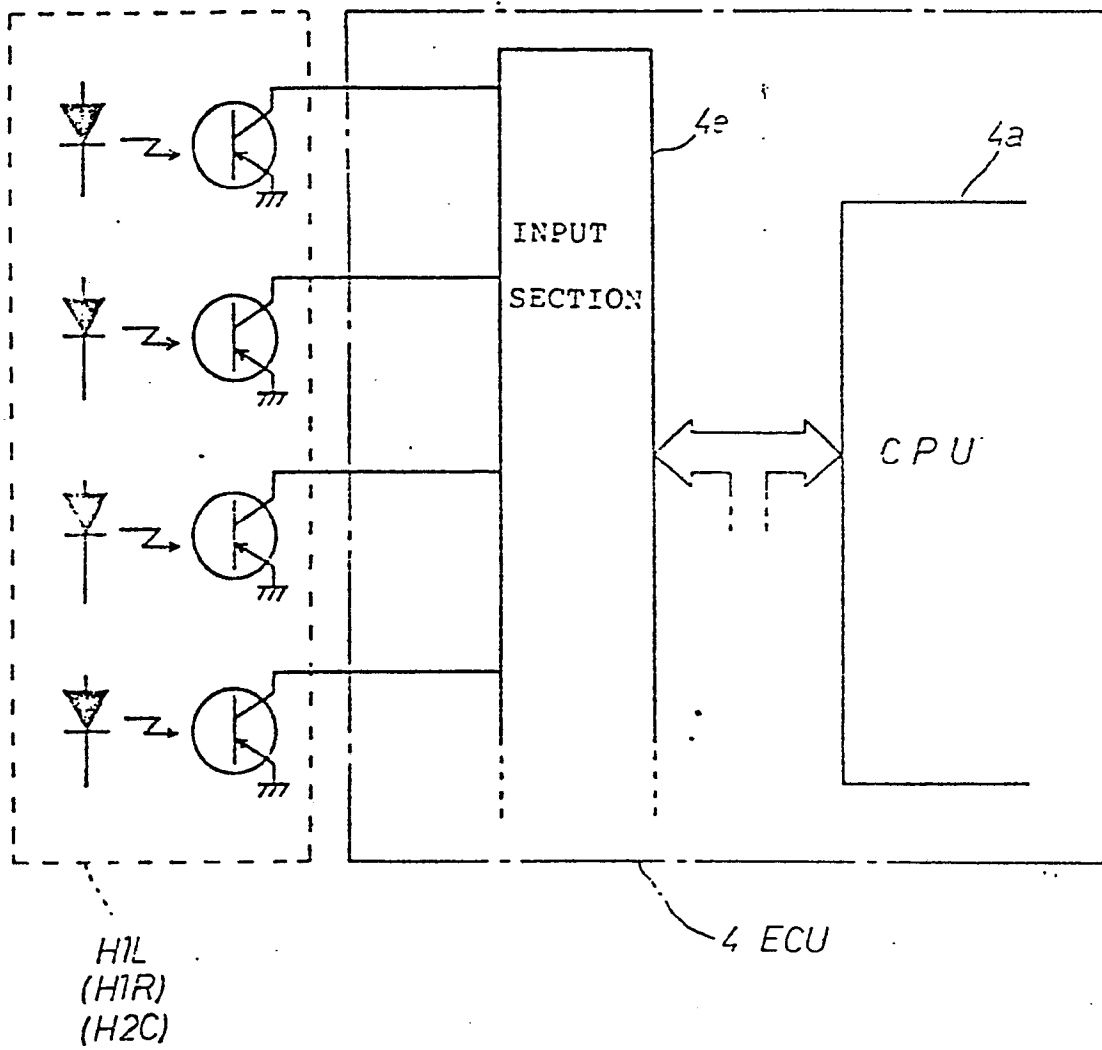 4e
4a
INPUT
SECTION
CPU
4 ECU
H1L
(H1R)
(H2C)